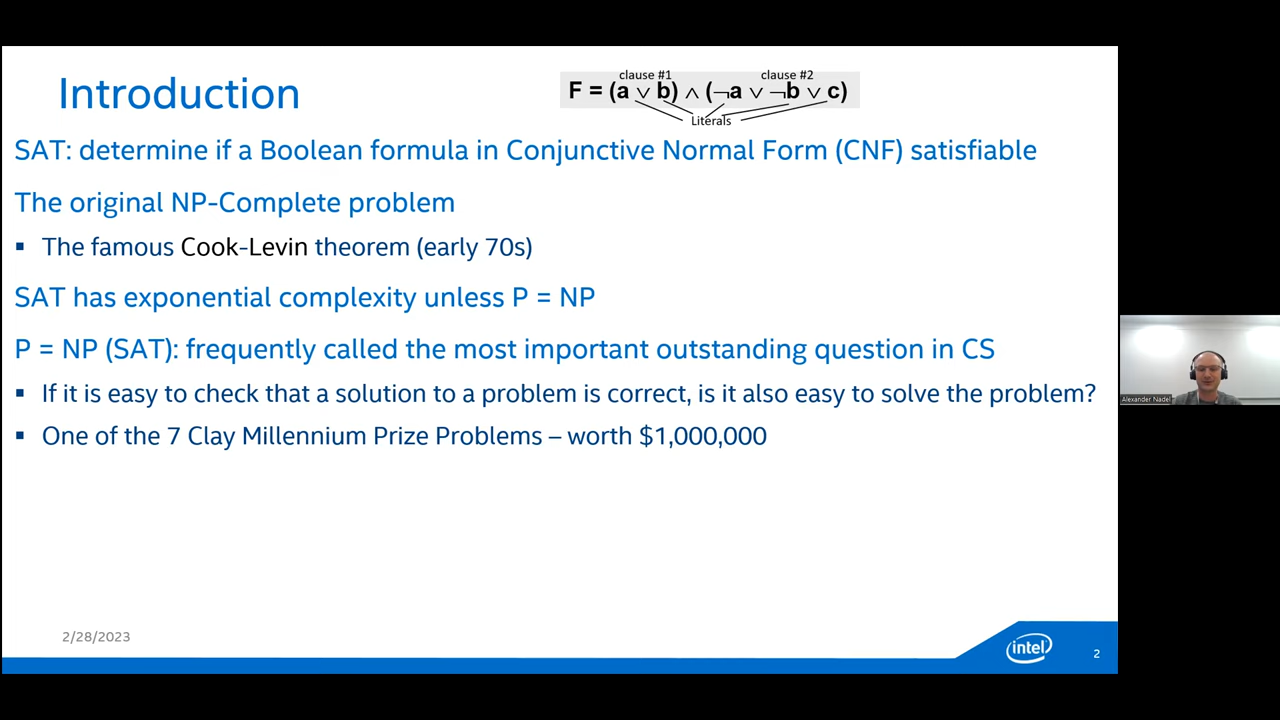 Introduction
clause #1 clause #2
F = (a ∨ b) ∧ (¬a ∨ ¬b ∨ c)
Literals
SAT: determine if a Boolean formula in Conjunctive Normal Form (CNF) satisfiable
The original NP-Complete problem
▪ The famous Cook-Levin theorem (early 70s)
SAT has exponential complexity unless P = NP
P = NP (SAT): frequently called the most important outstanding question in CS
▪ If it is easy to check that a solution to a problem is correct, is it also easy to solve the problem?
▪ One of the 7 Clay Millennium Prize Problems – worth $1,000,000
Alexander Nadel
2/28/2023
intel
2